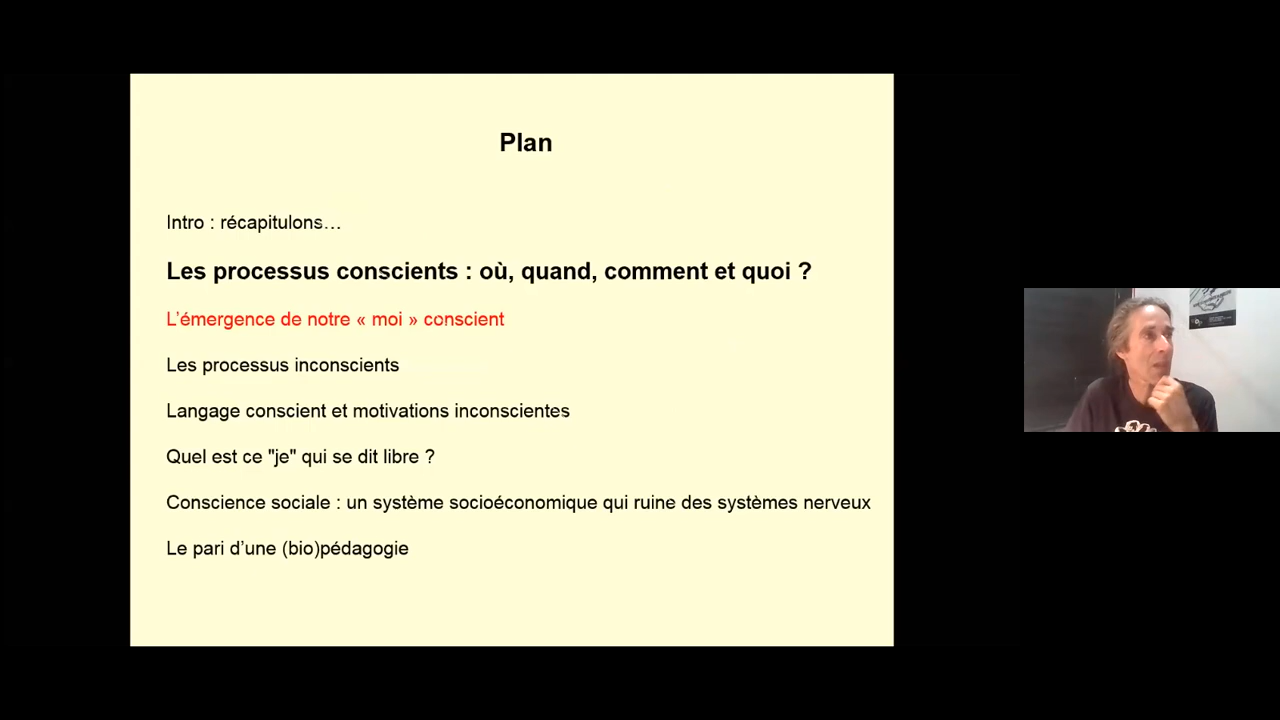 Plan
Intro : récapitulons…
Les processus conscients : où, quand, comment et quoi ?
L’émergence de notre « moi » conscient
Les processus inconscients
Langage conscient et motivations inconscientes
Quel est ce "je" qui se dit libre ?
Conscience sociale : un système socioéconomique qui ruine des systèmes nerveux
Le pari d’une (bio)pédagogie